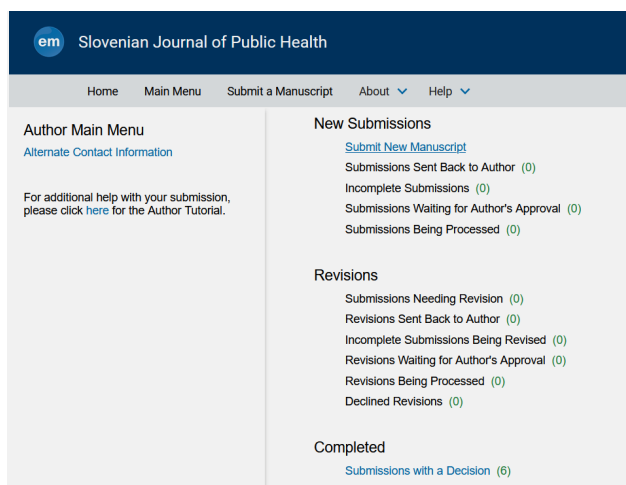 em Slovenian Journal of Public Health
Home Main Menu Submit a Manuscript About Help
Author Main Menu
Alternate Contact Information
For additional help with your submission,
please click here for the Author Tutorial.
New Submissions
Submit New Manuscript
Submissions Sent Back to Author (0)
Incomplete Submissions (0)
Submissions Waiting for Author's Approval (0)
Submissions Being Processed (0)
Revisions
Submissions Needing Revision (0)
Revisions Sent Back to Author (0)
Incomplete Submissions Being Revised (0)
Revisions Waiting for Author's Approval (0)
Revisions Being Processed (0)
Declined Revisions (0)
Completed
Submissions with a Decision (6)